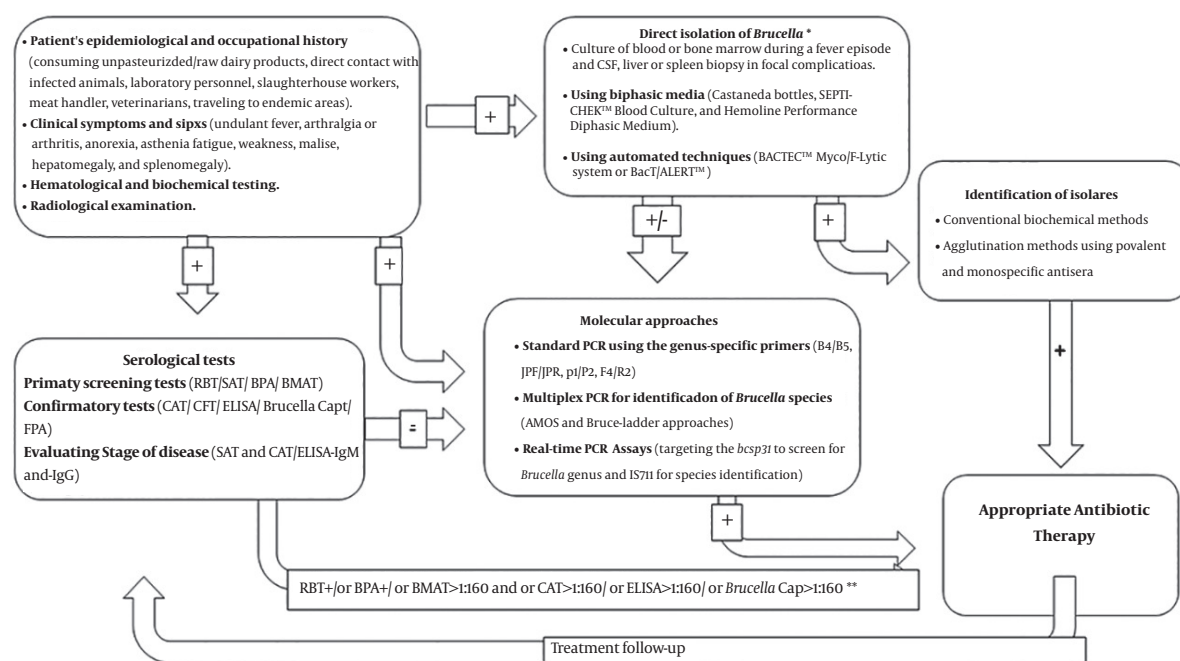 • Patient's epidemiological and occupational history
(consuming unpasteurizded/raw dairy products, direct contact with
infected animals, laboratory personnel, slaughterhouse workers,
meat handler, veterinarians, traveling to endemic areas).
• Clinical symptoms and sipxs (undulant fever, arthralgia or
arthritis, anorexia, asthenia fatigue, weakness, malise,
hepatomegaly, and splenomegaly).
• Hematological and biochemical testing.
• Radiological examination.
+
Direct isolation of Brucella *
• Culture of blood or bone marrow during a fever episode
and CSF, liver or spleen biopsy in focal complicatioas.
• Using biphasic media (Castaneda bottles, SEPTI-
CHEK™ Blood Culture, and Hemoline Performance
Diphasic Medium).
• Using automated techniques (BACTEC™ Myco/F-Lytic
system or BacT/ALERT™)
+/-
+
Identification of isolares
• Conventional biochemical methods
• Agglutination methods using povalent
and monospecific antisera
+
+
+
Serological tests
Primaty screening tests (RBT/SAT/ BPA/ BMAT)
Confirmatory tests (CAT/ CFT/ ELISA/ Brucella Capt/
FPA)
Evaluating Stage of disease (SAT and CAT/ELISA-IgM
and-IgG)
=
Molecular approaches
• Standard PCR using the genus-specific primers (B4/B5,
JPF/JPR, p1/P2, F4/R2)
• Multiplex PCR for identificadon of Brucella species
(AMOS and Bruce-ladder approaches)
• Real-time PCR Assays (targeting the bcsp31 to screen for
Brucella genus and IS711 for species identification)
+
Appropriate Antibiotic
Therapy
RBT+/or BPA+/ or BMAT>1:160 and or CAT>1:160/ or ELISA>1:160/ or Brucella Cap>1:160 **
Treatment follow-up